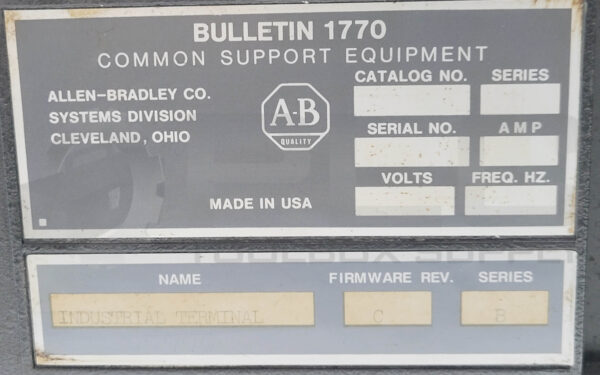 BULLETIN 1770
COMMON SUPPORT EQUIPMENT
ALLEN-BRADLEY CO.
SYSTEMS DIVISION
CLEVELAND, OHIO
A-B
QUALITY
MADE IN USA
CATALOG NO. SERIES
SERIAL NO. AMP
VOLTS FREQ. HZ.
NAME FIRMWARE REV. SERIES
INDUSTRIAL TERMINAL C B